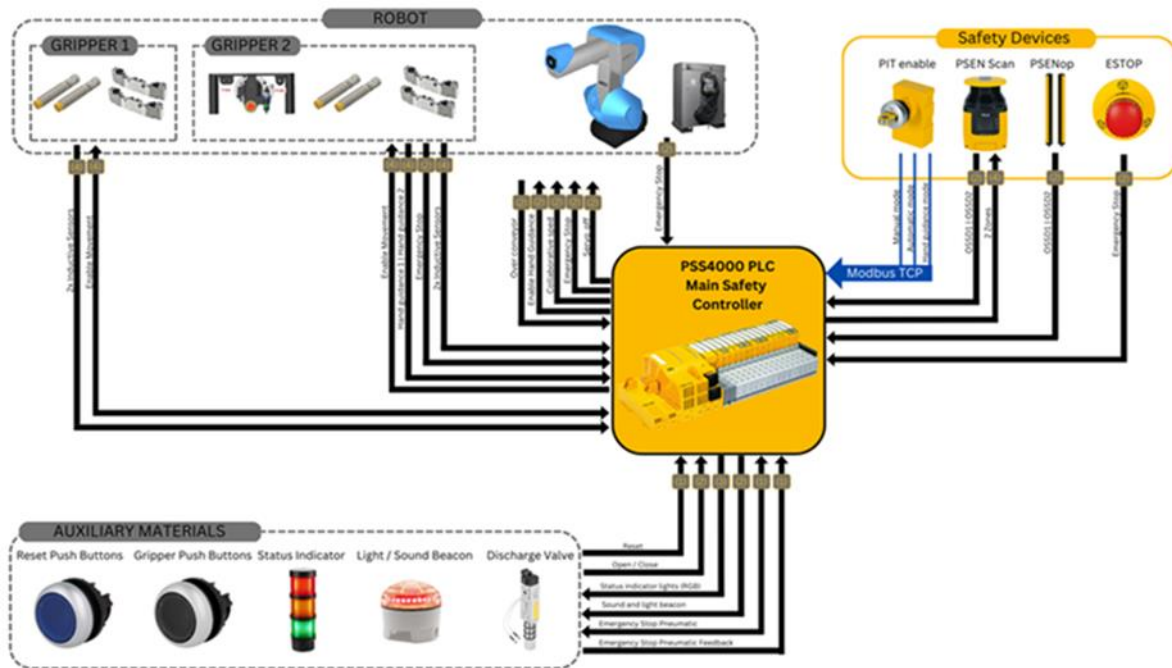 ROBOT
GRIPPER 1
GRIPPER 2
2x Inductive Sensors
Enable Movement
Enable Movement
Hand guidance 1 | Hand guidance 2
Emergency Stop
2x Inductive Sensors
Over conveyor
Enable Hand Guidance
Collaborative sped
Emergency Stop
Servo off
Emergency Stop
Safety Devices
PIT enable
PSEN Scan
PSENop
ESTOP
Manual mode
Automatic mode
Hand guidance mode
OSSD1 | OSSD2
2 Zones
OSSD1 | OSSD2
Emergency Stop
Modbus TCP
PSS4000 PLC
Main Safety
Controller
AUXILIARY MATERIALS
Reset Push Buttons
Gripper Push Buttons
Status Indicator
Light / Sound Beacon
Discharge Valve
Reset
Open / Close
Status indicator lights (RGB)
Sound and light beacon
Emergency Stop Pneumatic
Emergency Stop Pneumatic Feedback